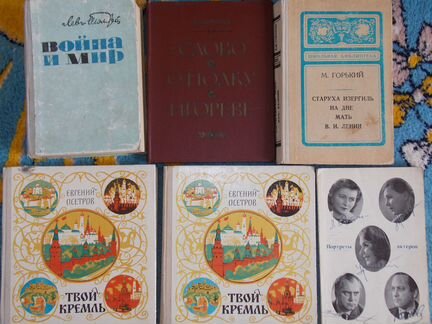 Лев Толстой
ВОЙНА
И МИР
СЛОВО
О ПОЛКУ
ИГОРЕВЕ
ШКОЛЬНАЯ БИБЛИОТЕКА
М. ГОРЬКИЙ
СТАРУХА ИЗЕРГИЛЬ
НА ДНЕ
МАТЬ
В. И. ЛЕНИН
ЕВГЕНИЙ
ОСЕТРОВ
ТВОЙ
КРЕМЛЬ
ЕВГЕНИЙ
ОСЕТРОВ
ТВОЙ
КРЕМЛЬ
Портреты актеров